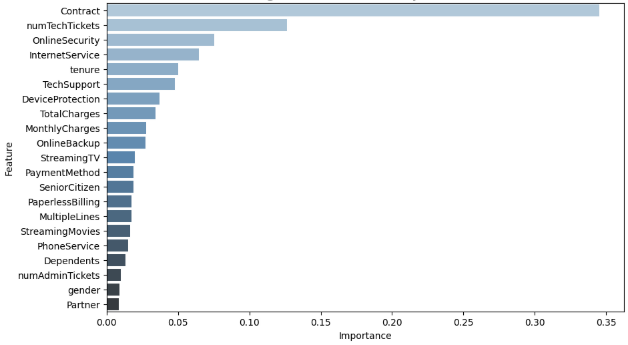 Contract
numTechTickets
OnlineSecurity
InternetService
tenure
TechSupport
DeviceProtection
TotalCharges
MonthlyCharges
OnlineBackup
StreamingTV
PaymentMethod
SeniorCitizen
PaperlessBilling
MultipleLines
StreamingMovies
PhoneService
Dependents
numAdminTickets
gender
Partner
Feature
0.00 0.05 0.10 0.15 0.20 0.25 0.30 0.35
Importance